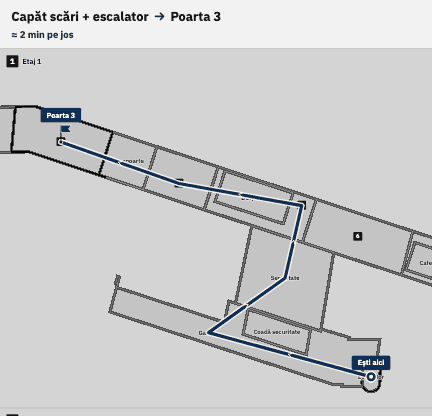 Capăt scări + escalator → Poarta 3
≈ 2 min pe jos
1 Etaj 1
Poarta 3
6
Cafe
Coadă securitate
Ești aici